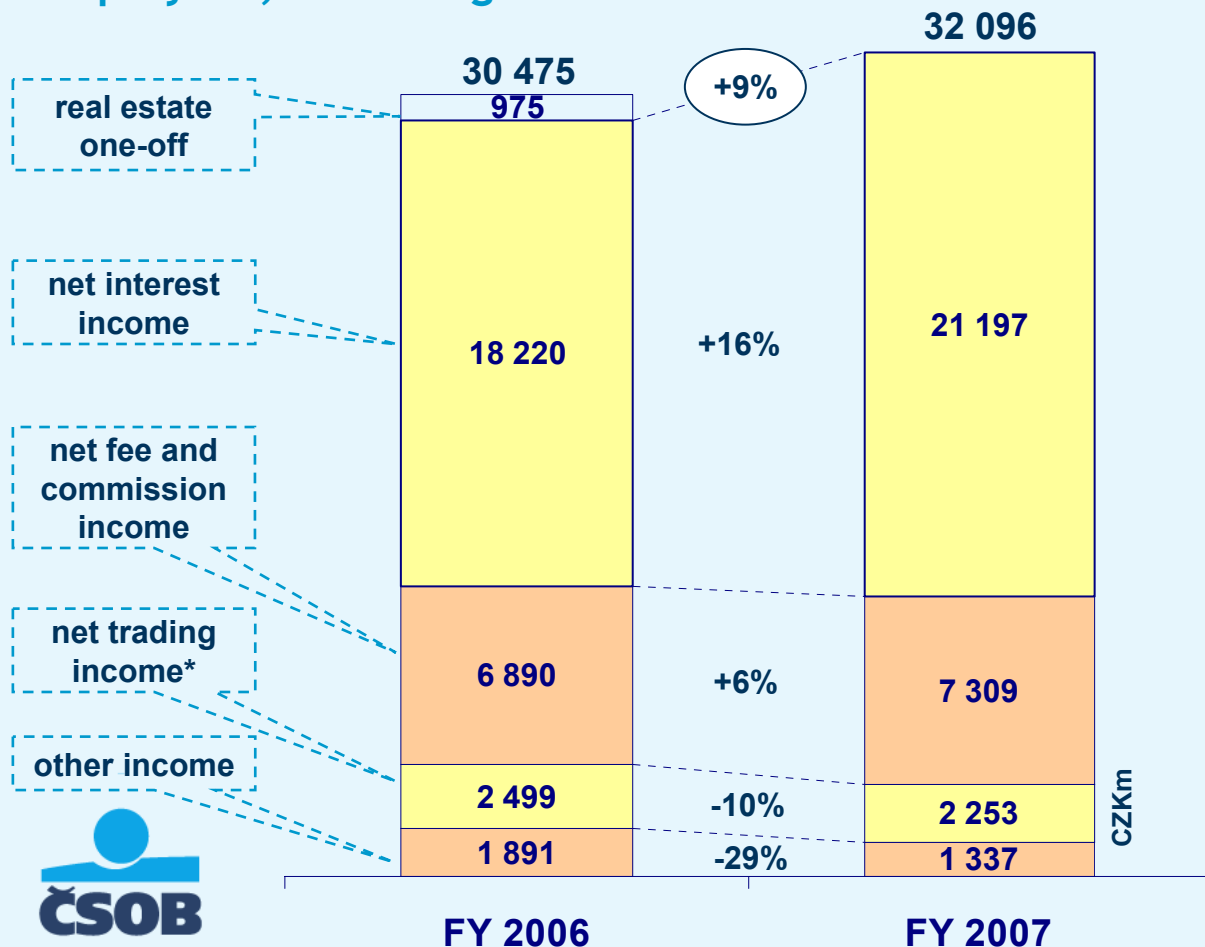 32 096
30 475
+9%
975
real estate
one-off
net interest
income
18 220
+16%
21 197
net fee and
commission
income
6 890
+6%
7 309
net trading
income*
2 499
-10%
2 253
other income
1 891
-29%
1 337
CZKm
ČSOB
FY 2006
FY 2007